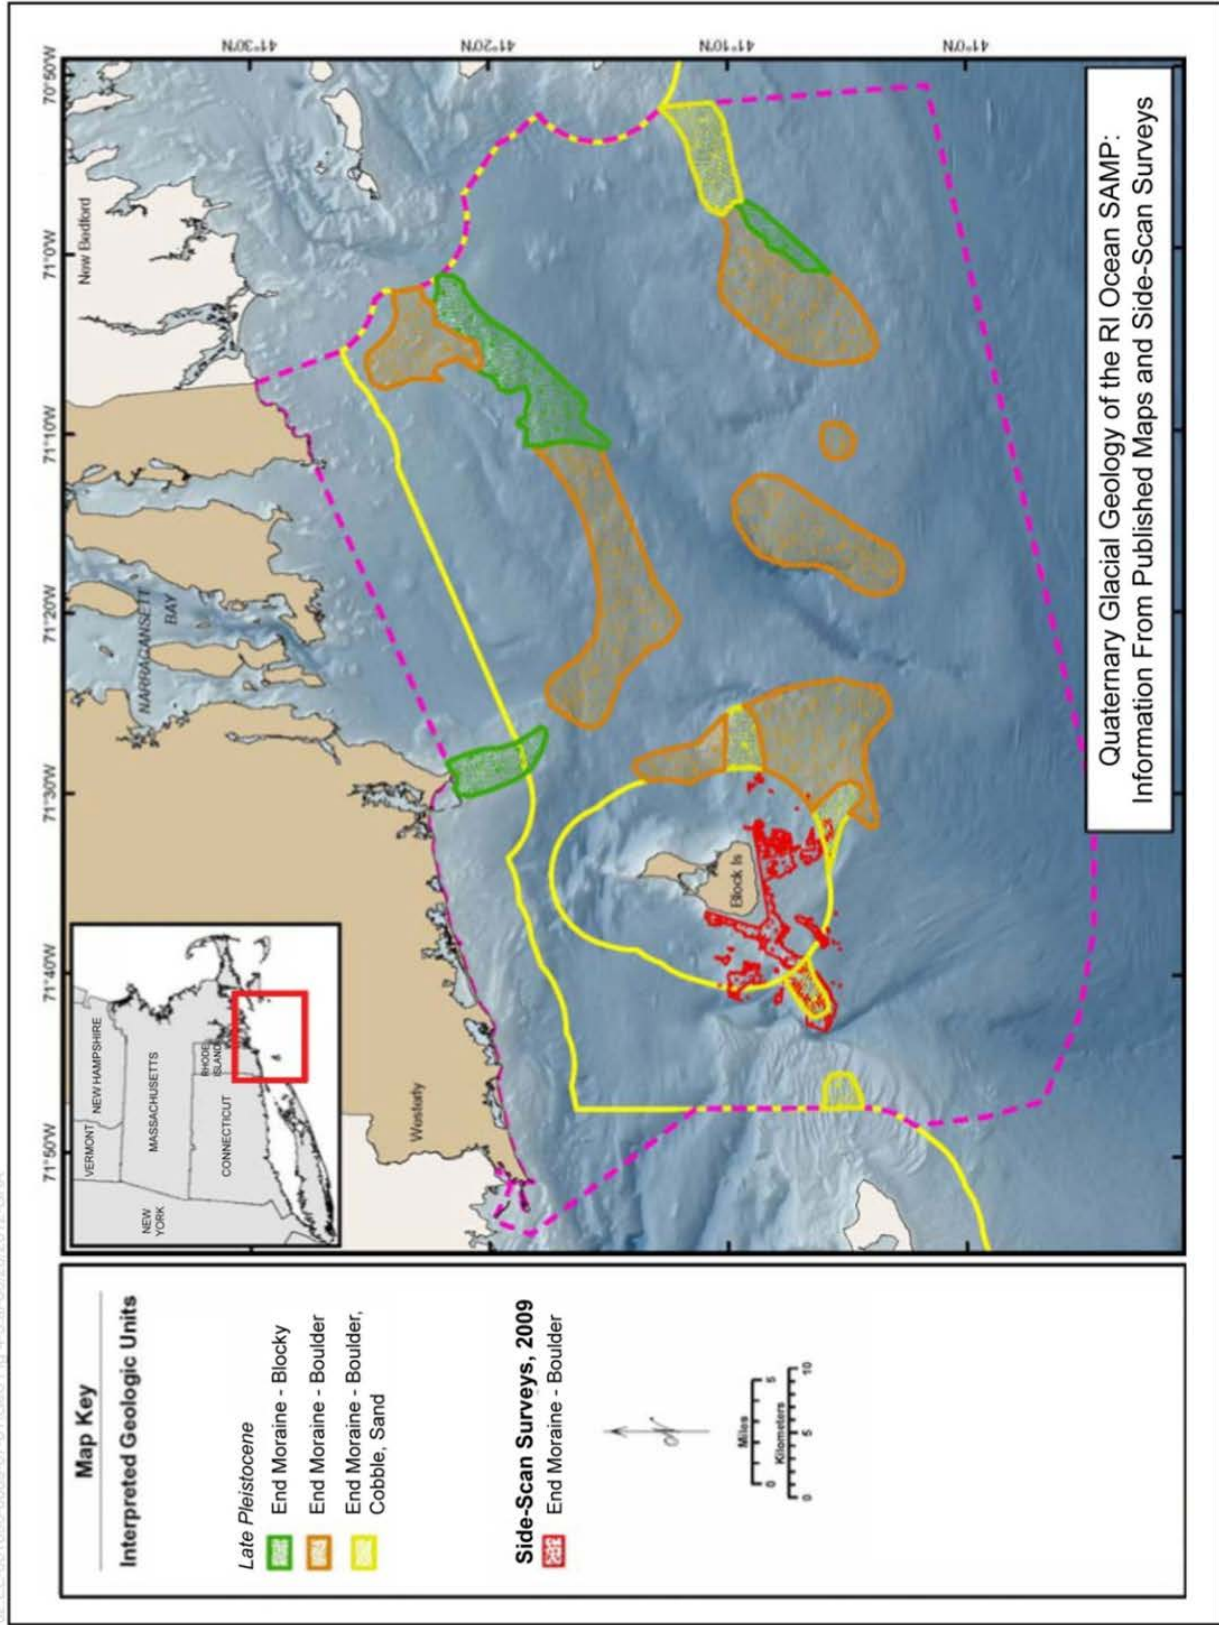 Map Key
Interpreted Geologic Units
Late Pleistocene
End Moraine - Blocky
End Moraine - Boulder
End Moraine - Boulder,
Cobble, Sand
Side-Scan Surveys, 2009
End Moraine - Boulder
N
Miles
0 5
Kilometers
0 5 10
71°50'W 71°40'W 71°30'W 71°20'W 71°10'W 71°0'W 70°50'W
41°30'N
41°20'N
41°10'N
41°0'N
VERMONT
NEW HAMPSHIRE
NEW
YORK
MASSACHUSETTS
CONNECTICUT
RHODE
ISLAND
Westerly
NARRAGANSETT
BAY
New Bedford
Block Is
Quaternary Glacial Geology of the RI Ocean SAMP:
Information From Published Maps and Side-Scan Surveys